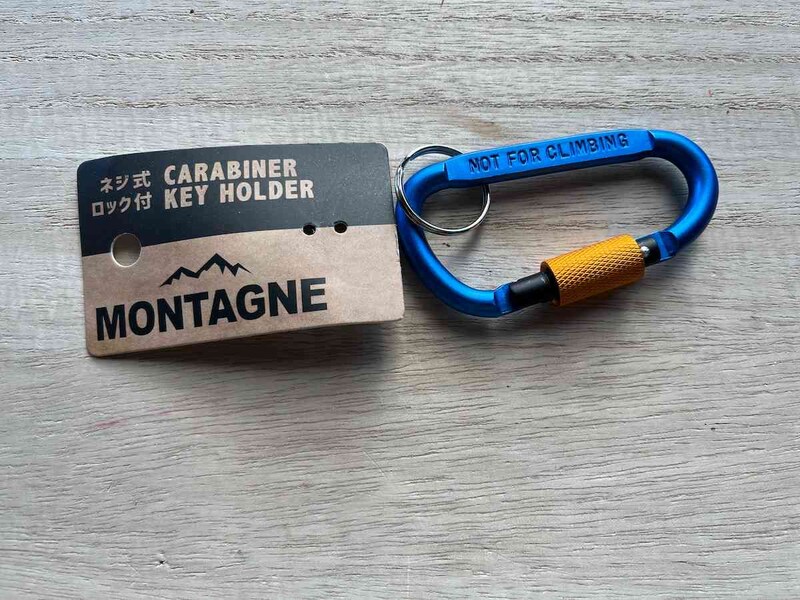 ネジ式 CARABINER
ロック付 KEY HOLDER
MONTAGNE
NOT FOR CLIMBING